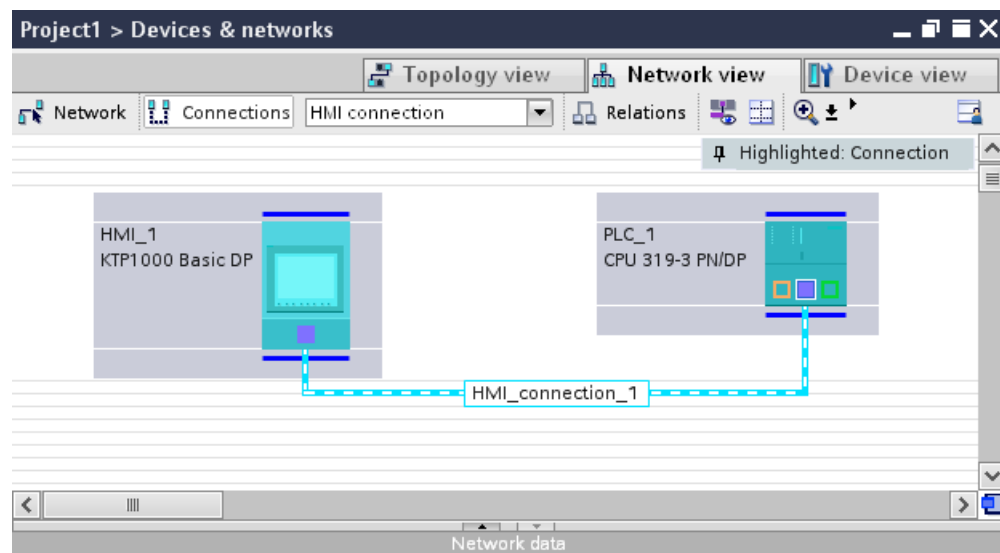 Project1 > Devices & networks
Topology view
Network view
Device view
Network
Connections
HMI connection
Relations
Highlighted: Connection
HMI_1
KTP1000 Basic DP
PLC_1
CPU 319-3 PN/DP
HMI_connection_1
Network data